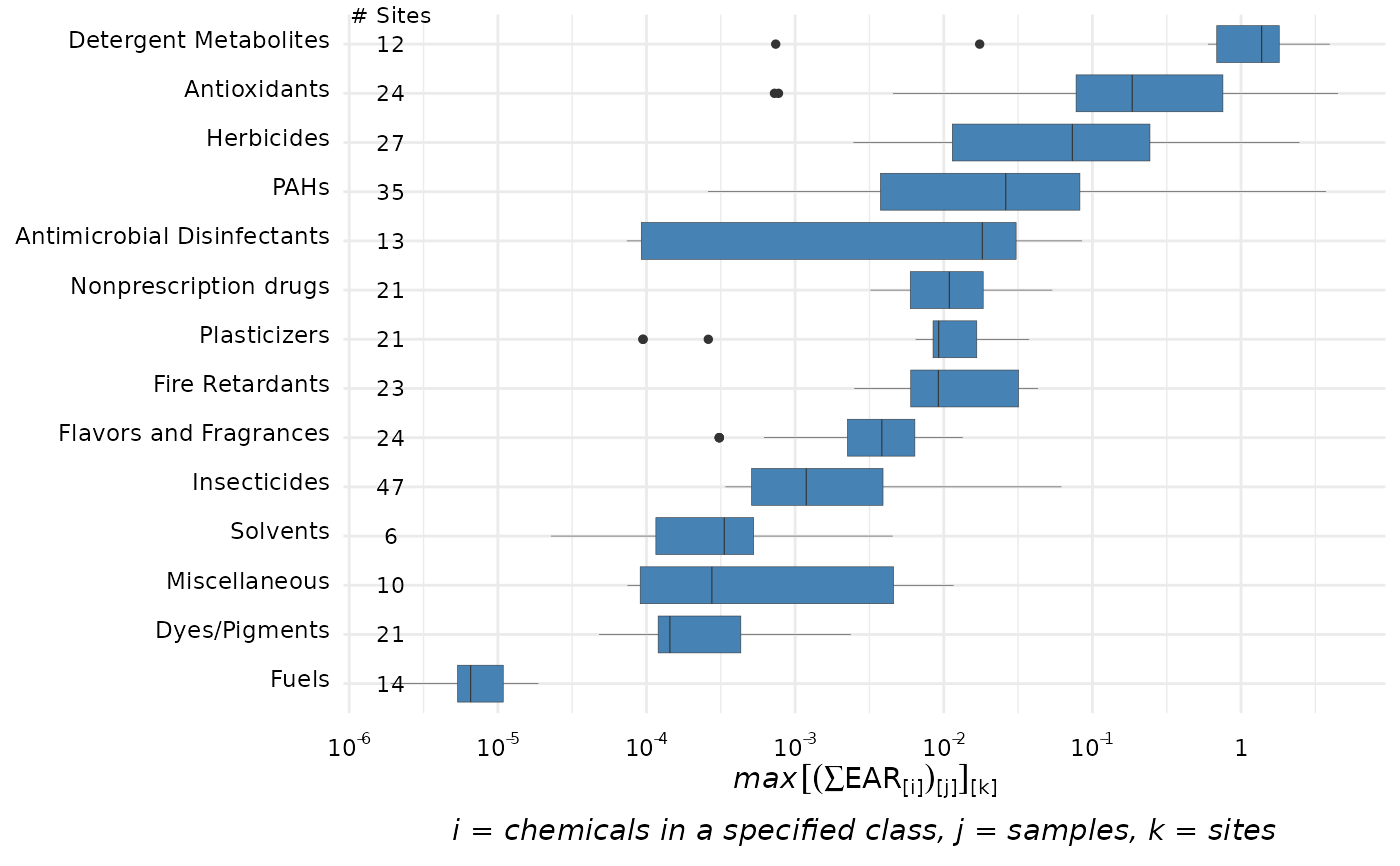 # Sites
Detergent Metabolites 12
Antioxidants 24
Herbicides 27
PAHs 35
Antimicrobial Disinfectants 13
Nonprescription drugs 21
Plasticizers 21
Fire Retardants 23
Flavors and Fragrances 24
Insecticides 47
Solvents 6
Miscellaneous 10
Dyes/Pigments 21
Fuels 14
10⁻⁶ 10⁻⁵ 10⁻⁴ 10⁻³ 10⁻² 10⁻¹ 1
max[(∑EAR[i])[j]][k]
i = chemicals in a specified class, j = samples, k = sites